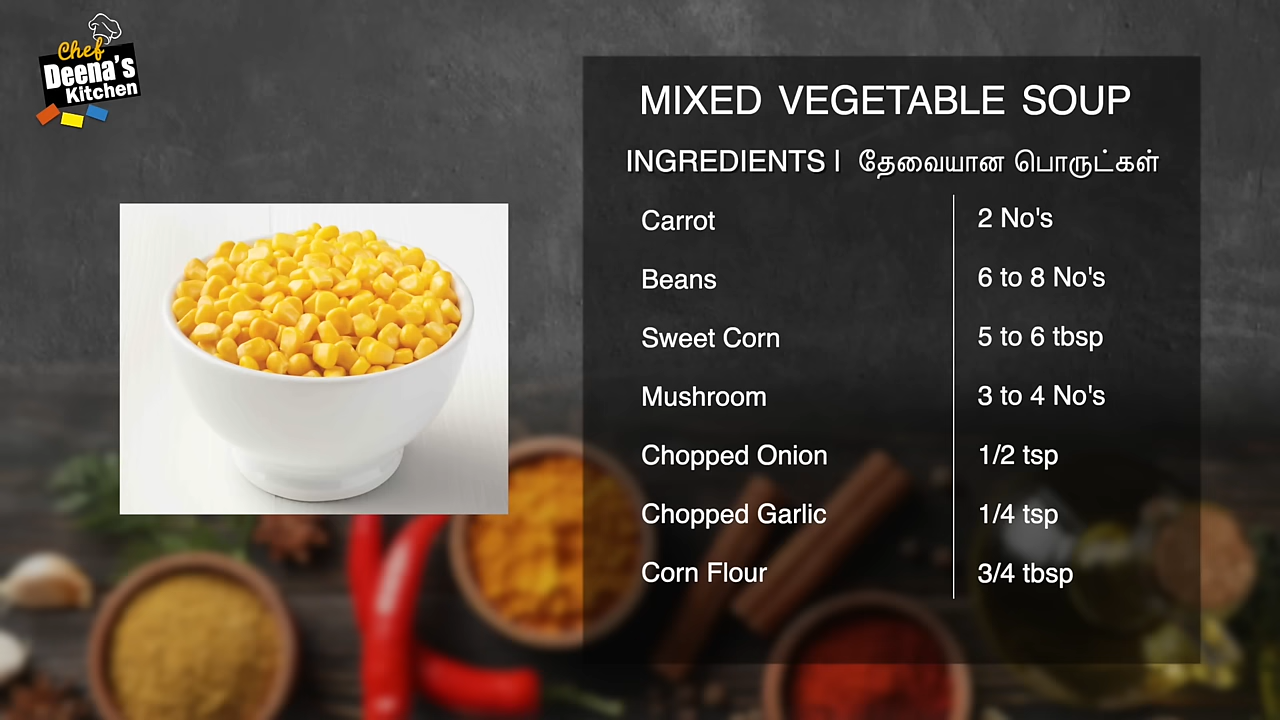 Chef
Deena's
Kitchen
MIXED VEGETABLE SOUP
INGREDIENTS | தேவையான பொருட்கள்
Carrot 2 No's
Beans 6 to 8 No's
Sweet Corn 5 to 6 tbsp
Mushroom 3 to 4 No's
Chopped Onion 1/2 tsp
Chopped Garlic 1/4 tsp
Corn Flour 3/4 tbsp